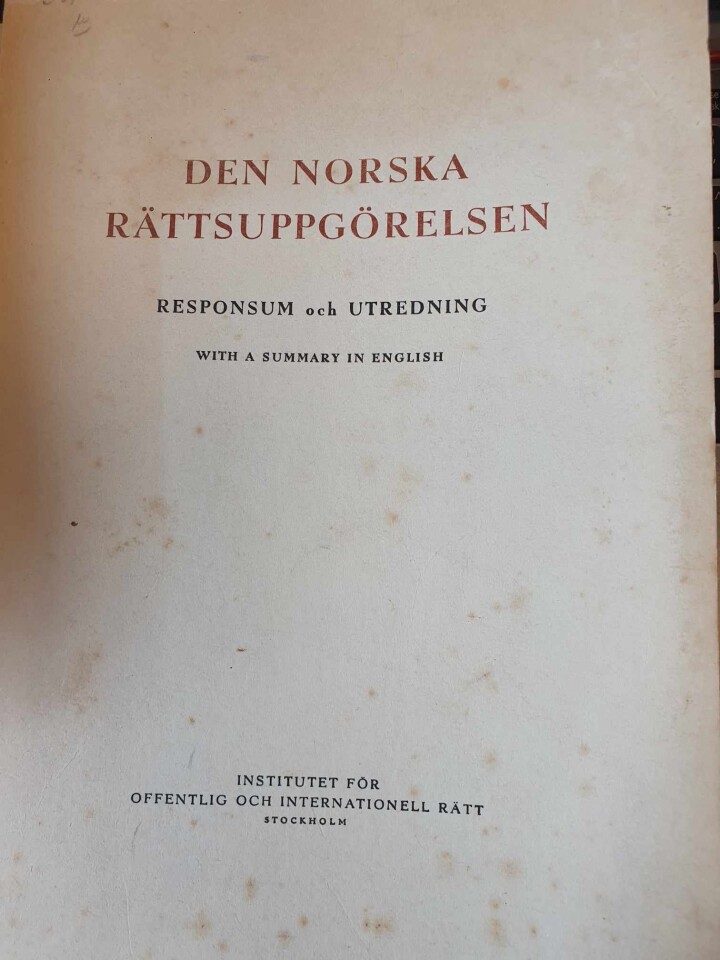 DEN NORSKA
RÄTTSUPPGÖRELSEN
RESPONSUM och UTREDNING
WITH A SUMMARY IN ENGLISH
INSTITUTET FÖR
OFFENTLIG OCH INTERNATIONELL RÄTT
STOCKHOLM